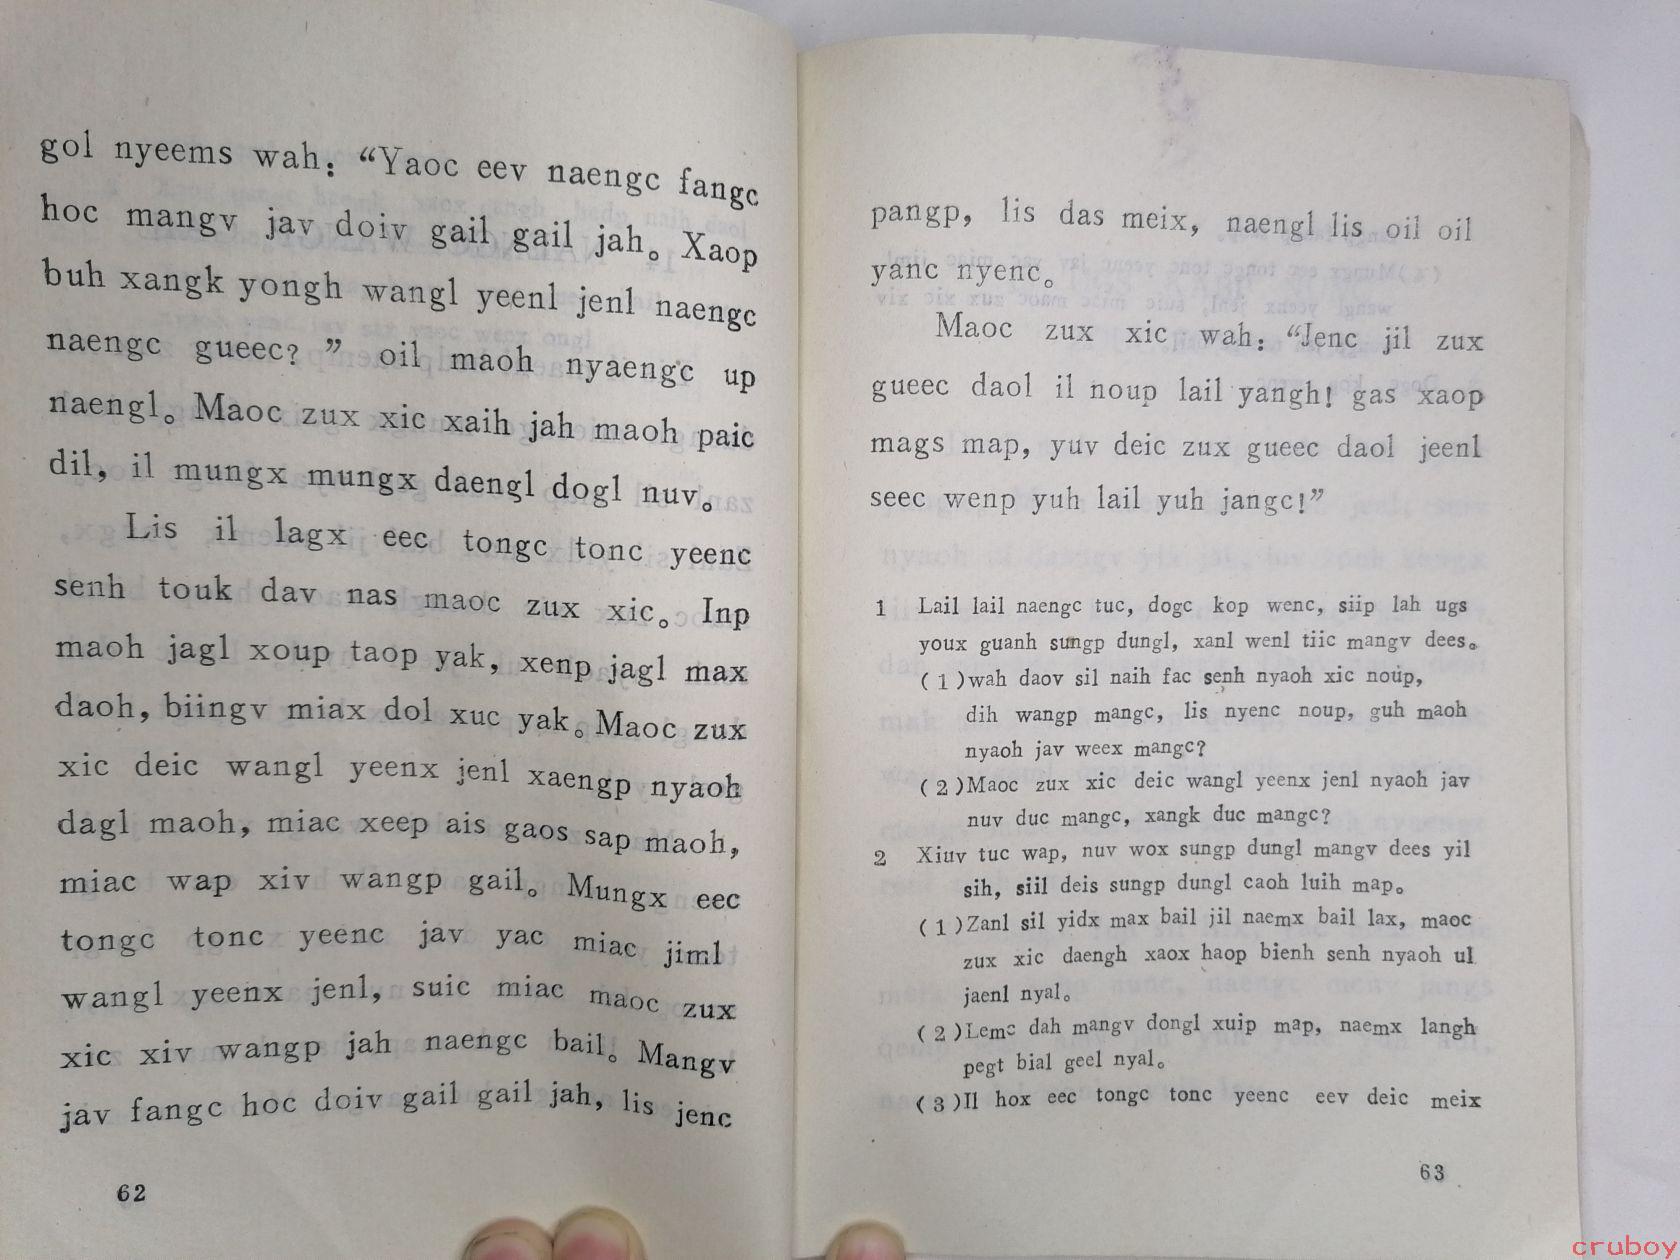 gol nyeems wah: “Yaoc eev naengc fangc
hoc mangv jav doiv gail gail jah。 Xaop
buh xangk yongh wangl yeenl jenl naengc
naengc gueec? ” oil maoh nyaengc up
naengl。 Maoc zux xic xaih jah maoh paic
dil, il mungx mungx daengl dogl nuv。
Lis il lagx eec tongc tonc yeenc
senh touk dav nas maoc zux xic。 Inp
maoh jagl xoup taop yak, xenp jagl max
daoh, biingv miax dol xuc yak。 Maoc zux
xic deic wangl yeenx jenl xaengp nyaoh
dagl maoh, miac xeep ais gaos sap maoh,
miac wap xiv wangp gail。 Mungx eec
tongc tonc yeenc jav yac miac jiml
wangl yeenx jenl, suic miac maoc zux
xic xiv wangp jah naengc bail。 Mangv
jav fangc hoc doiv gail gail jah, lis jenc
62
pangp, lis das meix, naengl lis oil oil
yanc nyenc。
Maoc zux xic wah: “Jenc jil zux
gueec daol il noup lail yangh! gas xaop
mags map, yuv deic zux gueec daol jeenl
seec wenp yuh lail yuh jangc!”
1 Lail lail naengc tuc, dogc kop wenc, siip lah ugs
youx guanh sungp dungl, xanl wenl tiic mangv dees。
(1)wah daov sil naih fac senh nyaoh xic noup,
dih wangp mangc, lis nyenc noup, guh maoh
nyaoh jav weex mangc?
(2)Maoc zux xic deic wangl yeenx jenl nyaoh jav
nuv duc mangc, xangk duc mangc?
2 Xiuv tuc wap, nuv wox sungp dungl mangv dees yil
sih, siil deis sungp dungl caoh luih map。
(1)Zanl sil yidx max bail jil naemx bail lax, maoc
zux xic daengh xaox haop bienh senh nyaoh ul
jaenl nyal。
(2)Lemc dah mangv dongl xuip map, naemx langh
pegt bial geel nyal。
(3)Il hox eec tongc tonc yeenc eev deic meix
63
cruboy